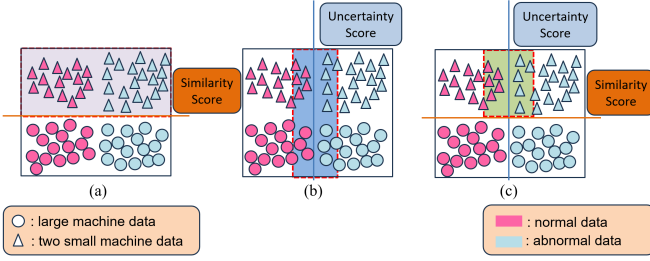 Uncertainty
Score
Uncertainty
Score
Similarity
Score
Similarity
Score
(a)
(b)
(c)
: large machine data
: two small machine data
: normal data
: abnormal data